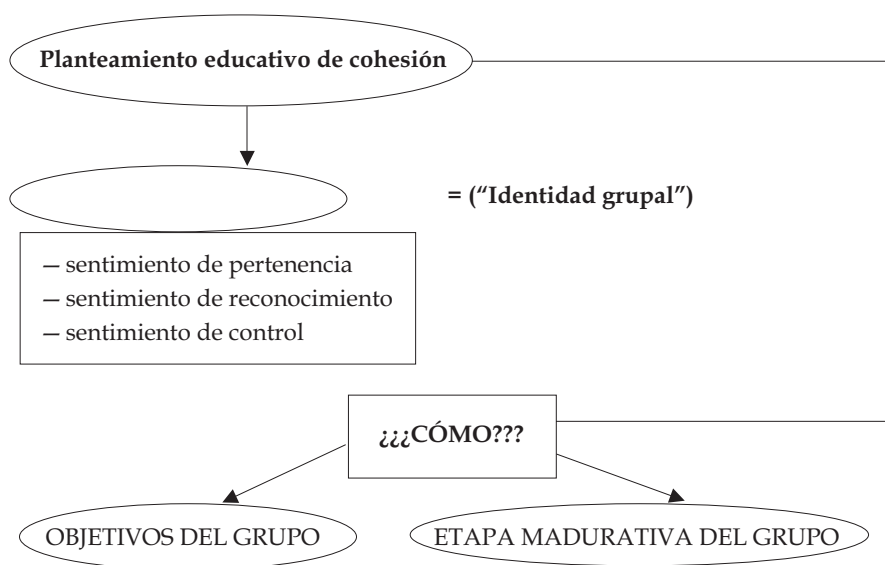 Planteamiento educativo de cohesión
= (“Identidad grupal”)
— sentimiento de pertenencia
— sentimiento de reconocimiento
— sentimiento de control
¿¿¿CÓMO???
OBJETIVOS DEL GRUPO
ETAPA MADURATIVA DEL GRUPO